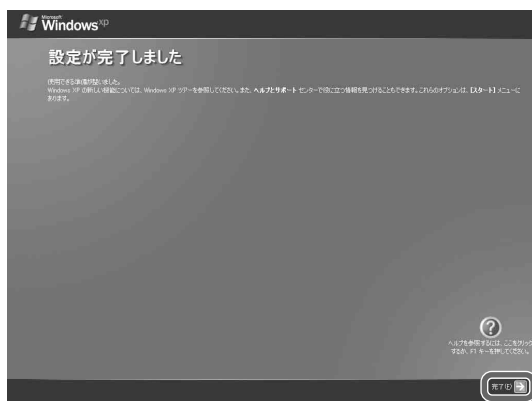 Microsoft
Windows xp
設定が完了しました
使用できる準備が整いました。
Windows XP の新しい機能については、Windows XP ツアーを参照してください。また、ヘルプとサポート センターで役に立つ情報を見つけることもできます。これらのオプションは、[スタート] メニューに
あります。
ヘルプを参照するには、ここをクリック
するか、F1 キーを押してください。
完了(F)